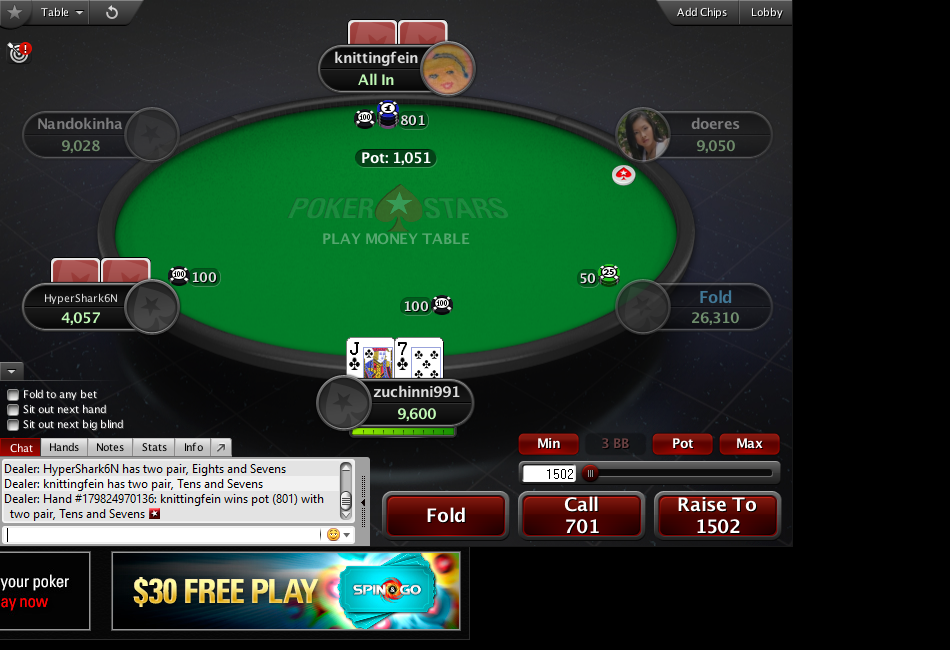 Table
Add Chips
Lobby
!
knittingfein
All In
100
801
Pot: 1,051
Nandokinha
9,028
doeres
9,050
POKER STARS
PLAY MONEY TABLE
100
100
HyperShark6N
4,057
50
25
Fold
26,310
100
100
J
7
zuchinni991
9,600
Fold to any bet
Sit out next hand
Sit out next big blind
Chat
Hands
Notes
Stats
Info
Dealer: HyperShark6N has two pair, Eights and Sevens
Dealer: knittingfein has two pair, Tens and Sevens
Dealer: Hand #179824970136: knittingfein wins pot (801) with
two pair, Tens and Sevens
Min
3 BB
Pot
Max
1502
Fold
Call
701
Raise To
1502
your poker
ay now
$30 FREE PLAY
SPIN & GO